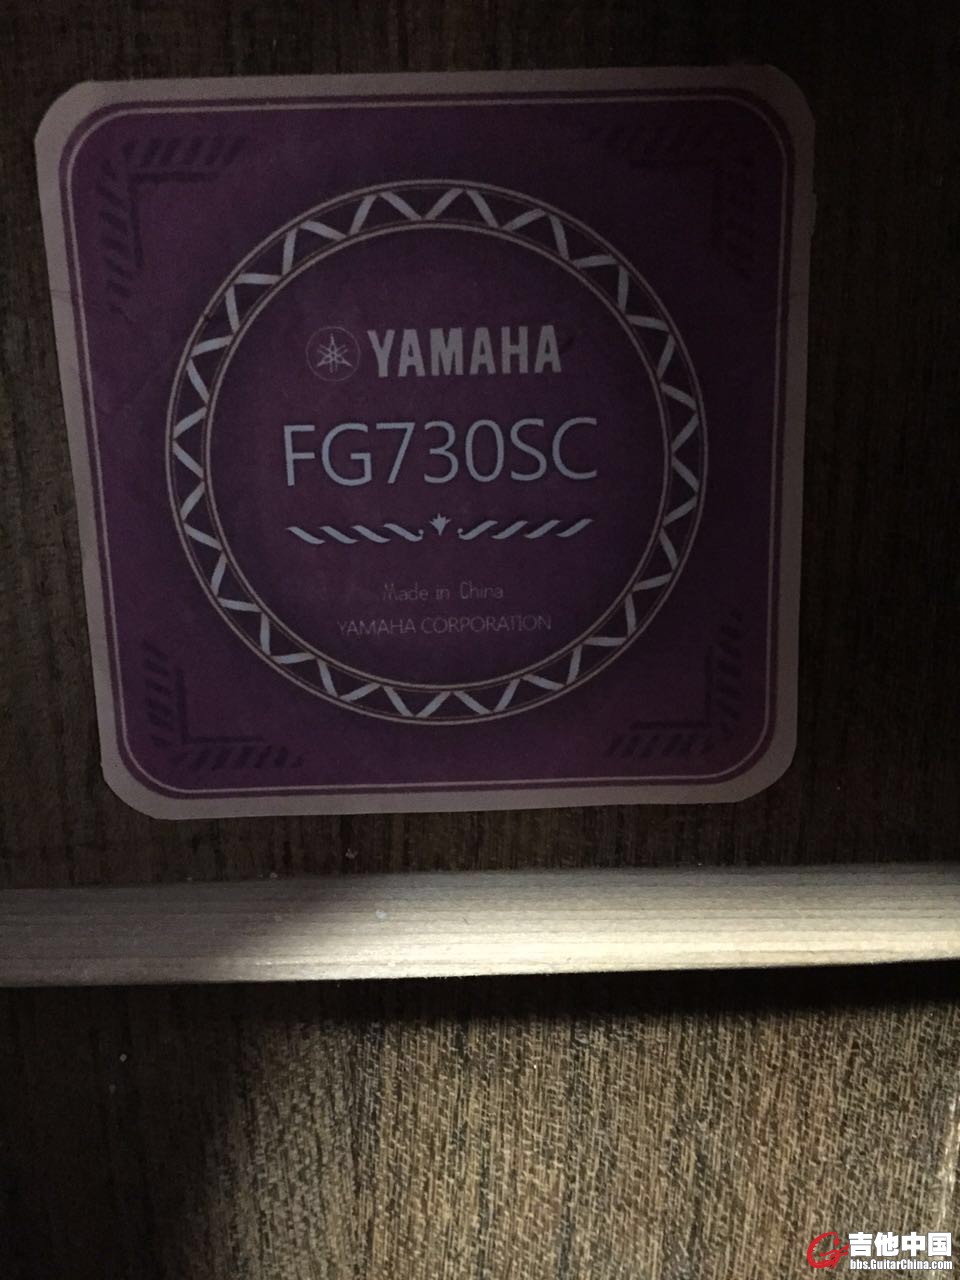 YAMAHA
FG730SC
Made in China
YAMAHA CORPORATION
吉他中国
bbs.GuitarChina.com